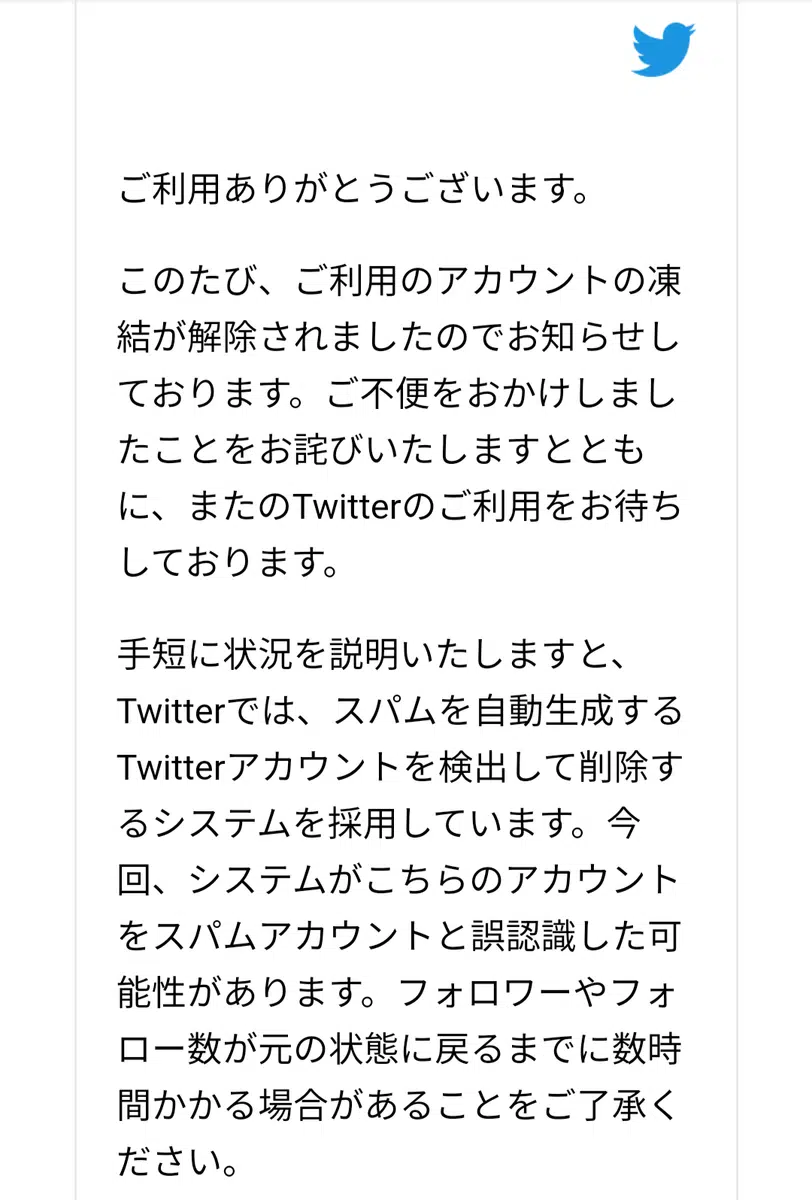 ご利用ありがとうございます。
このたび、ご利用のアカウントの凍
結が解除されましたのでお知らせし
ております。ご不便をおかけしまし
たことをお詫びいたしますととも
に、またのTwitterのご利用をお待ち
しております。
手短に状況を説明いたしますと、
Twitterでは、スパムを自動生成する
Twitterアカウントを検出して削除す
るシステムを採用しています。今
回、システムがこちらのアカウント
をスパムアカウントと誤認識した可
能性があります。フォロワーやフォ
ロー数が元の状態に戻るまでに数時
間かかる場合があることをご了承く
ださい。